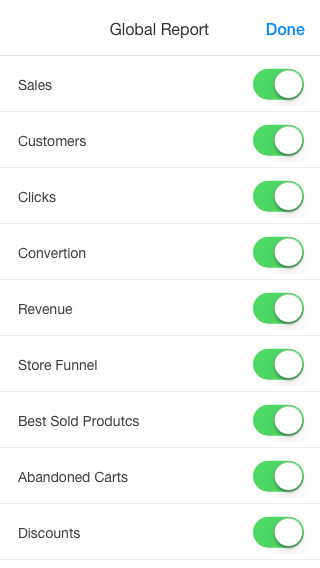 Global Report
Done
Sales
Customers
Clicks
Convertion
Revenue
Store Funnel
Best Sold Produtcs
Abandoned Carts
Discounts